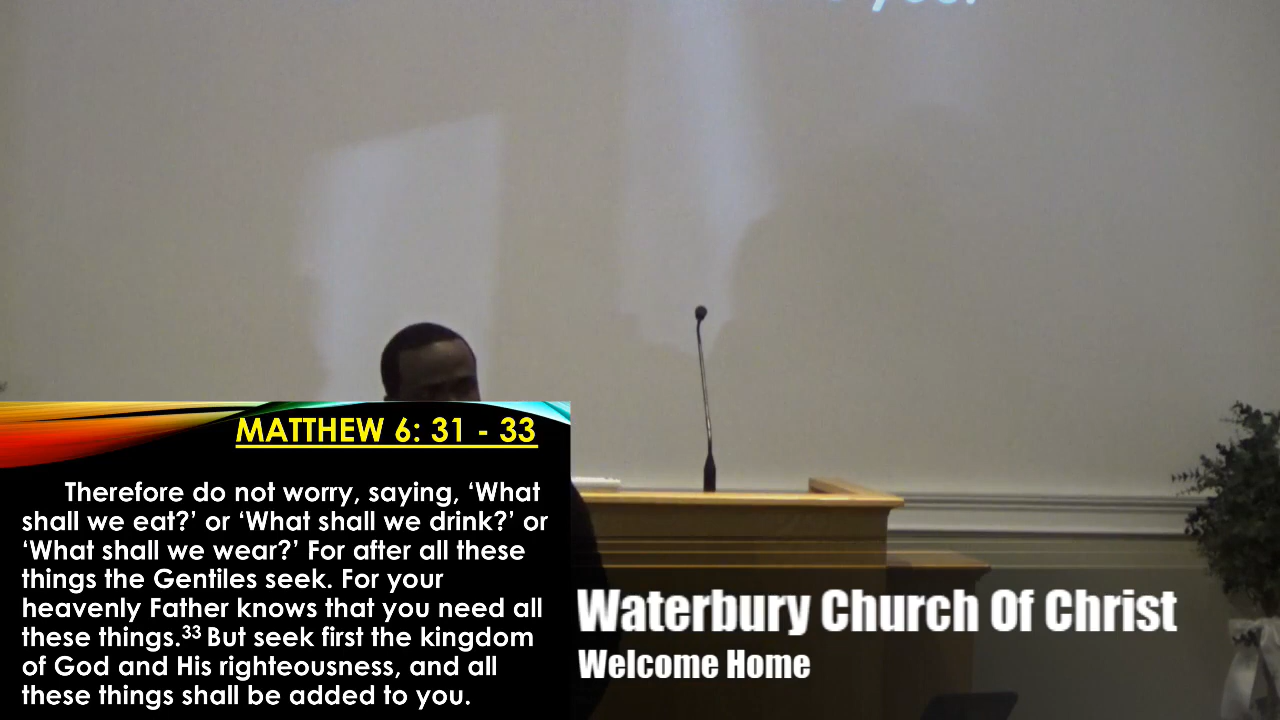 MATTHEW 6: 31 - 33
Therefore do not worry, saying, ‘What
shall we eat?’ or ‘What shall we drink?’ or
‘What shall we wear?’ For after all these
things the Gentiles seek. For your
heavenly Father knows that you need all
these things.³³ But seek first the kingdom
of God and His righteousness, and all
these things shall be added to you.
Waterbury Church Of Christ
Welcome Home